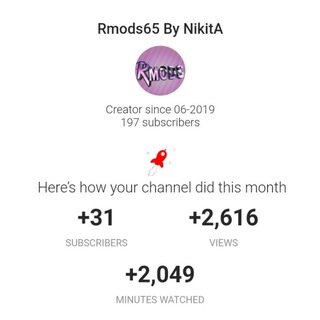 Rmods65 By NikitA
RMODS
Creator since 06-2019
197 subscribers
Here's how your channel did this month
+31
+2,616
SUBSCRIBERS
VIEWS
+2,049
MINUTES WATCHED